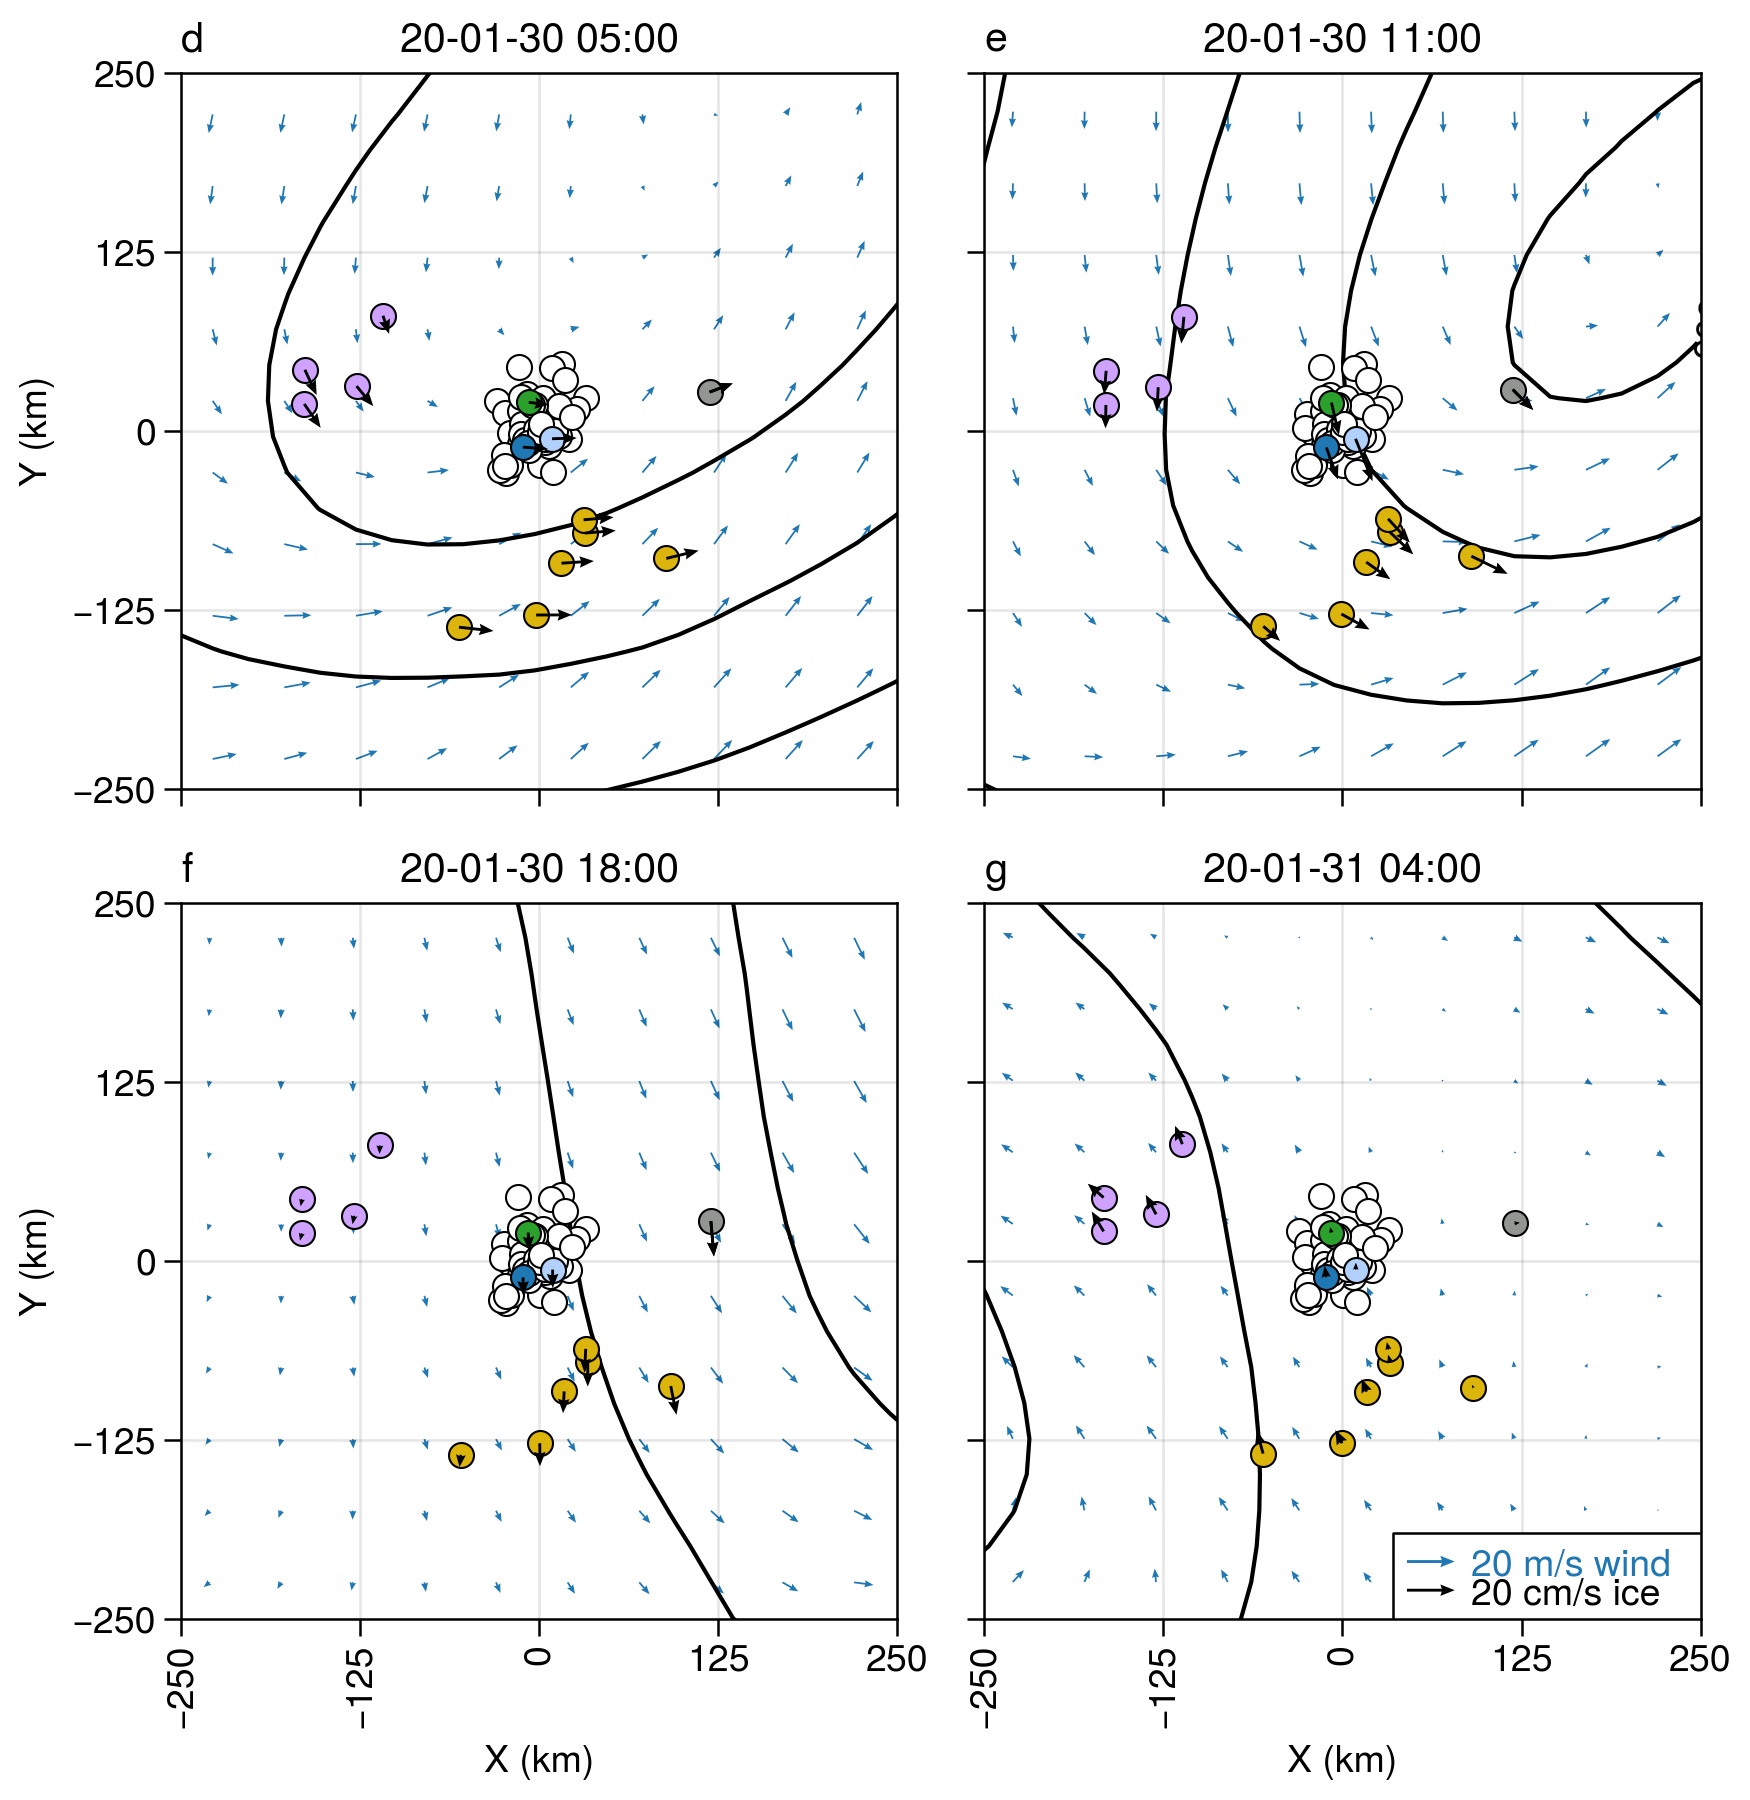 d 20-01-30 05:00
e 20-01-30 11:00
250
125
0
−125
−250
Y (km)
f 20-01-30 18:00
g 20-01-31 04:00
250
125
0
−125
−250
Y (km)
20 m/s wind
20 cm/s ice
−250 −125 0 125 250
−250 −125 0 125 250
X (km)
X (km)